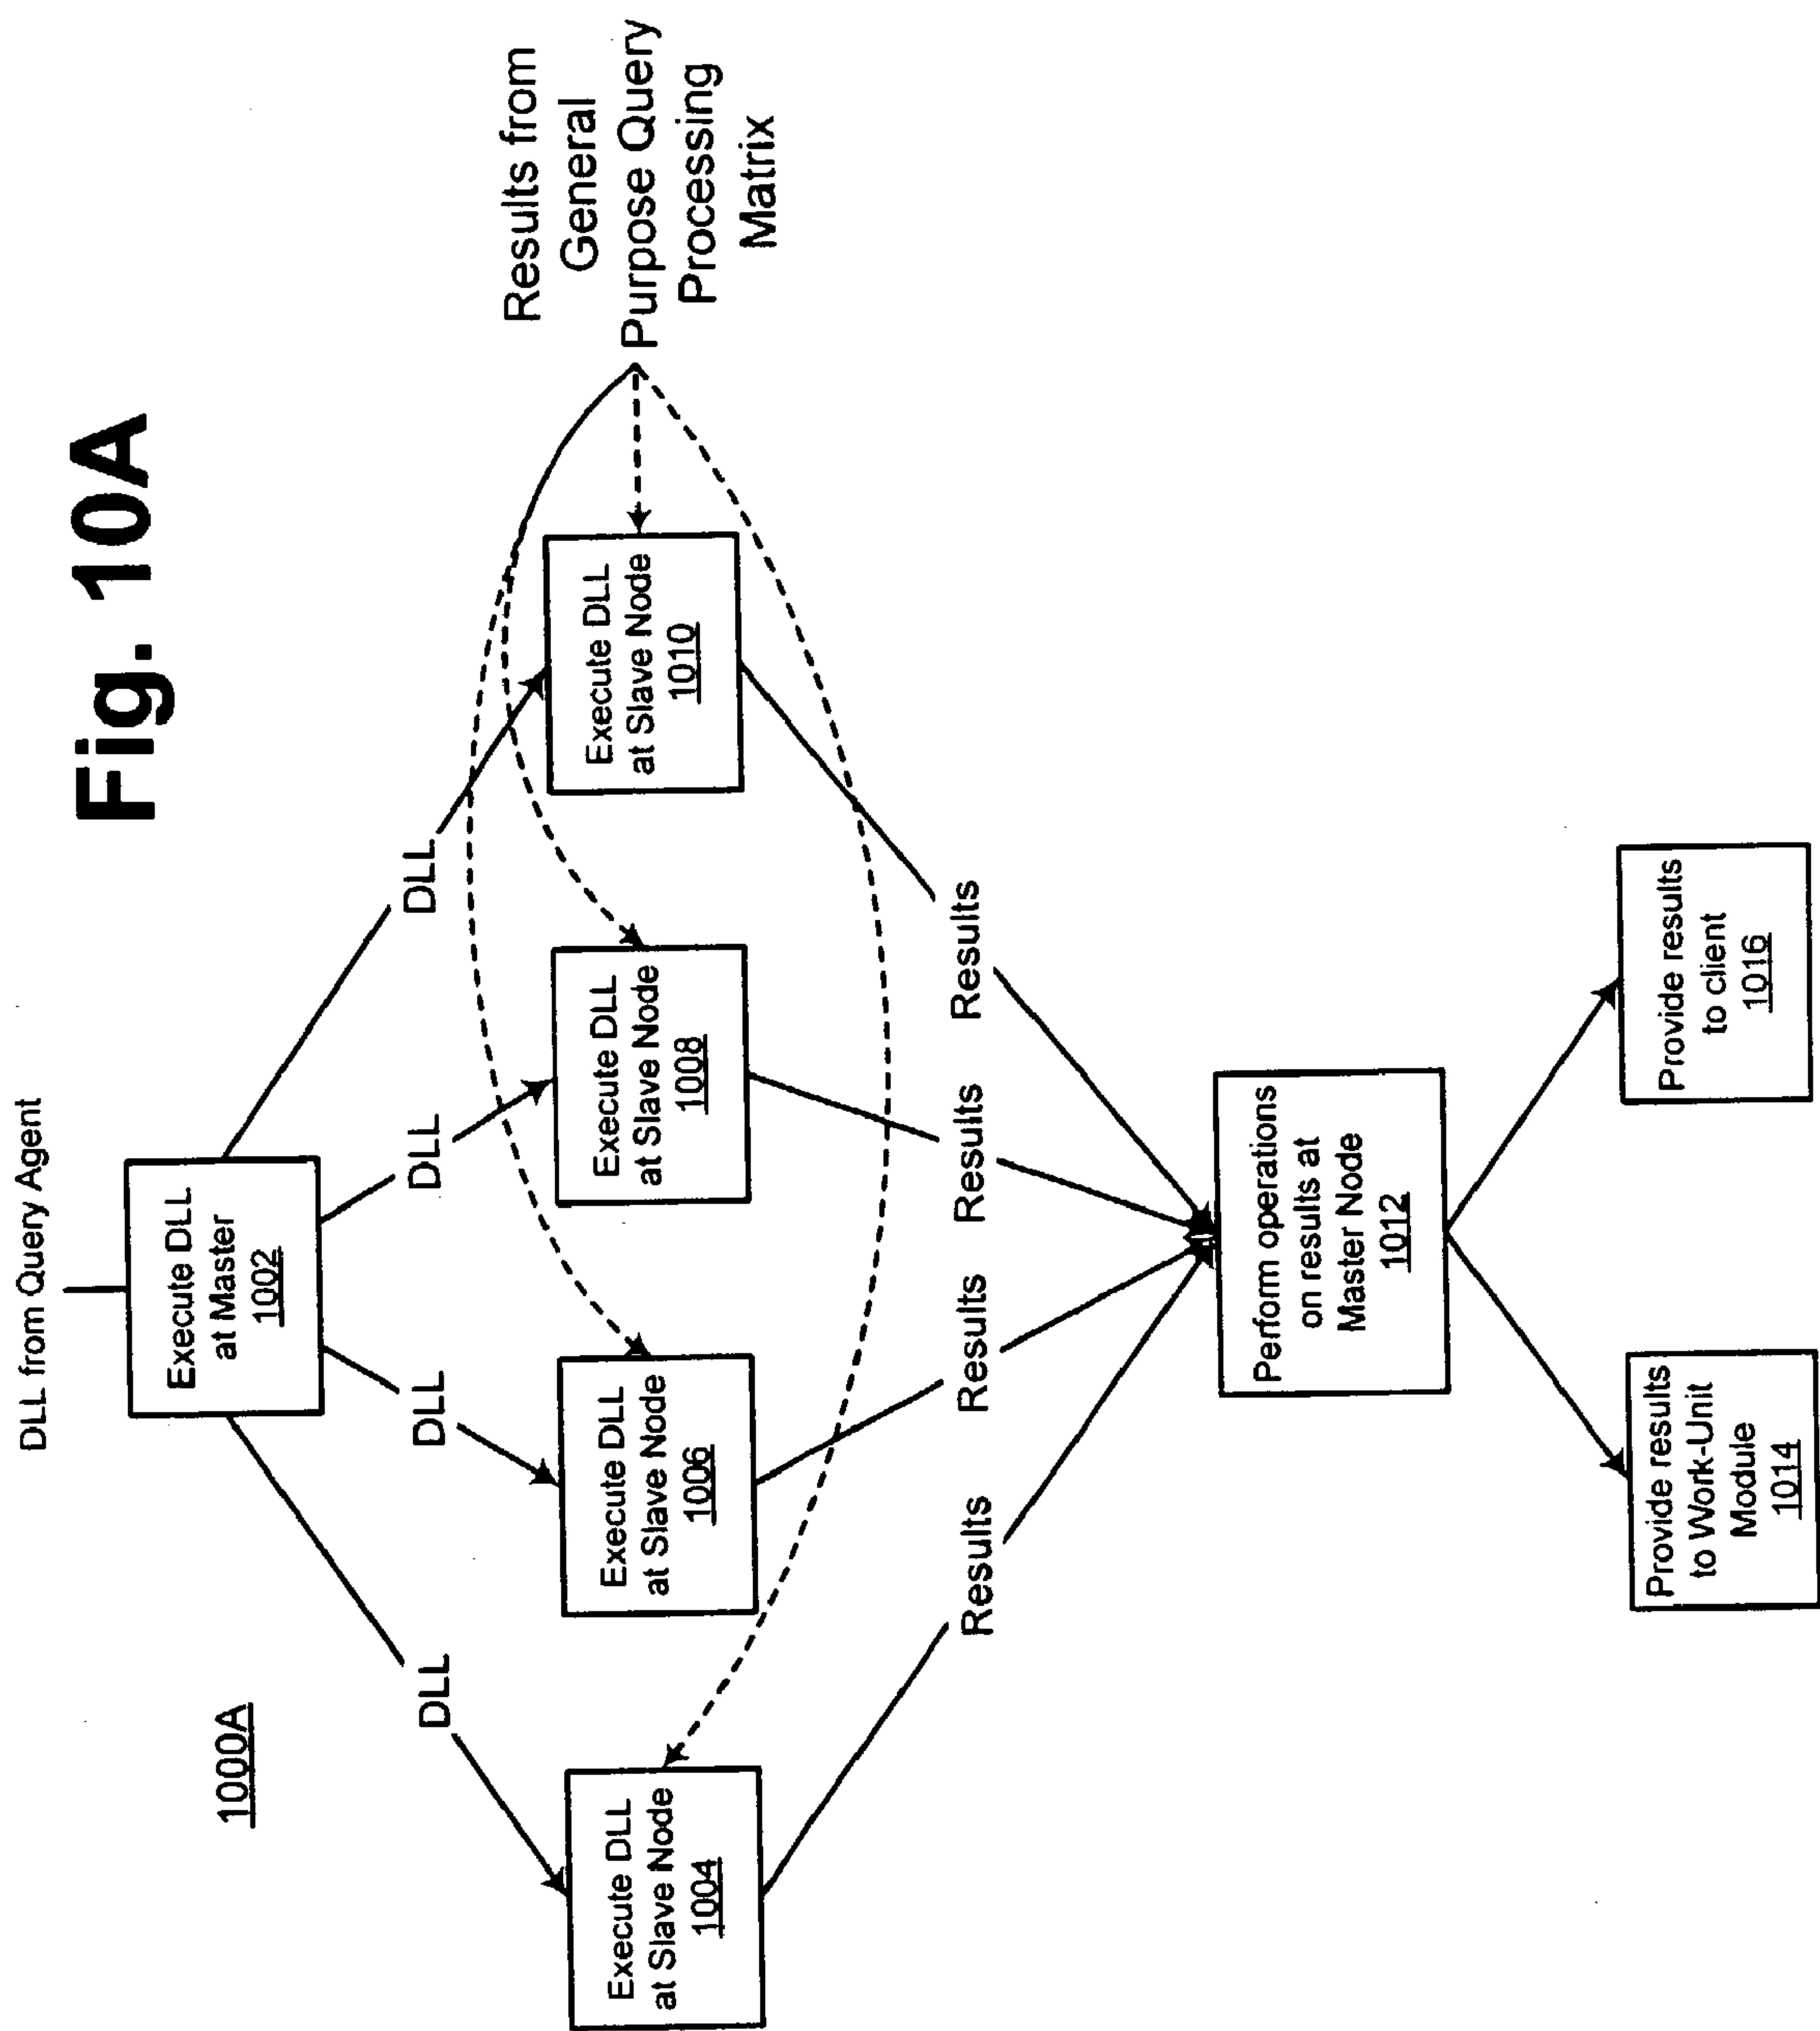 Fig. 10A
1000A
DLL from Query Agent
Execute DLL
at Master
1002
DLL
DLL
DLL
DLL
Results from
General
Purpose Query
Processing
Matrix
Execute DLL
at Slave Node
1004
Execute DLL
at Slave Node
1006
Execute DLL
at Slave Node
1008
Execute DLL
at Slave Node
1010
Results
Results
Results
Results
Perform operations
on results at
Master Node
1012
Provide results
to Work-Unit
Module
1014
Provide results
to client
1016